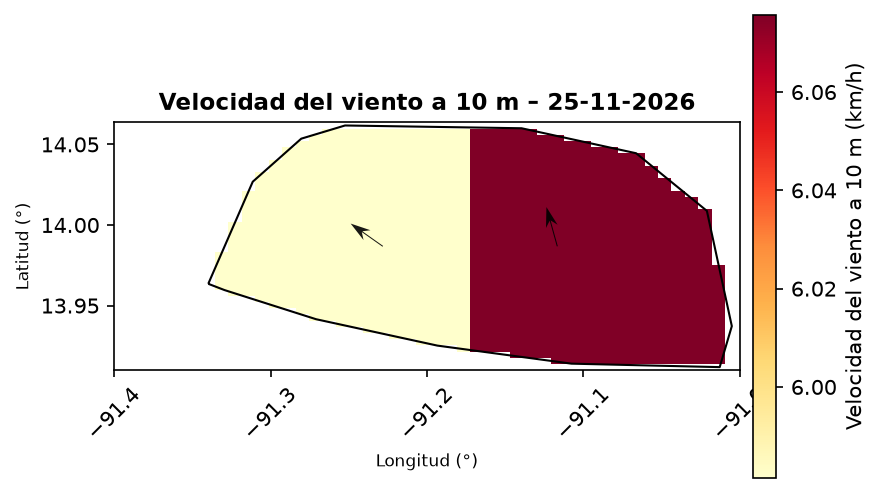 Velocidad del viento a 10 m – 25-11-2026
14.05
14.00
13.95
Latitud (°)
−91.4
−91.3
−91.2
−91.1
Longitud (°)
6.06
6.04
6.02
6.00
Velocidad del viento a 10 m (km/h)